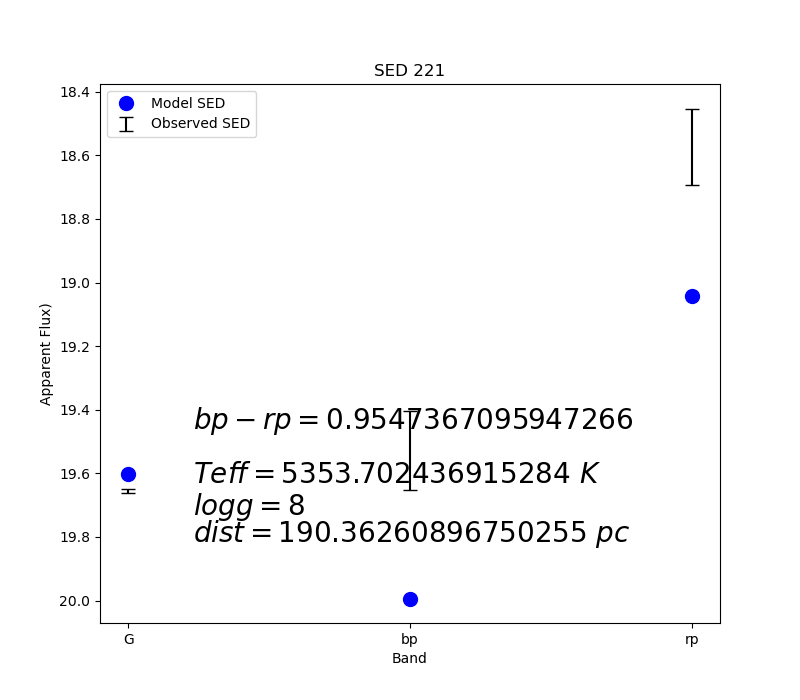 SED 221
Model SED
Observed SED
18.4
18.6
18.8
19.0
19.2
19.4
19.6
19.8
20.0
Apparent Flux)
bp − rp = 0.9547367095947266
Teff = 5353.702436915284 K
logg = 8
dist = 190.36260896750255 pc
G
bp
rp
Band